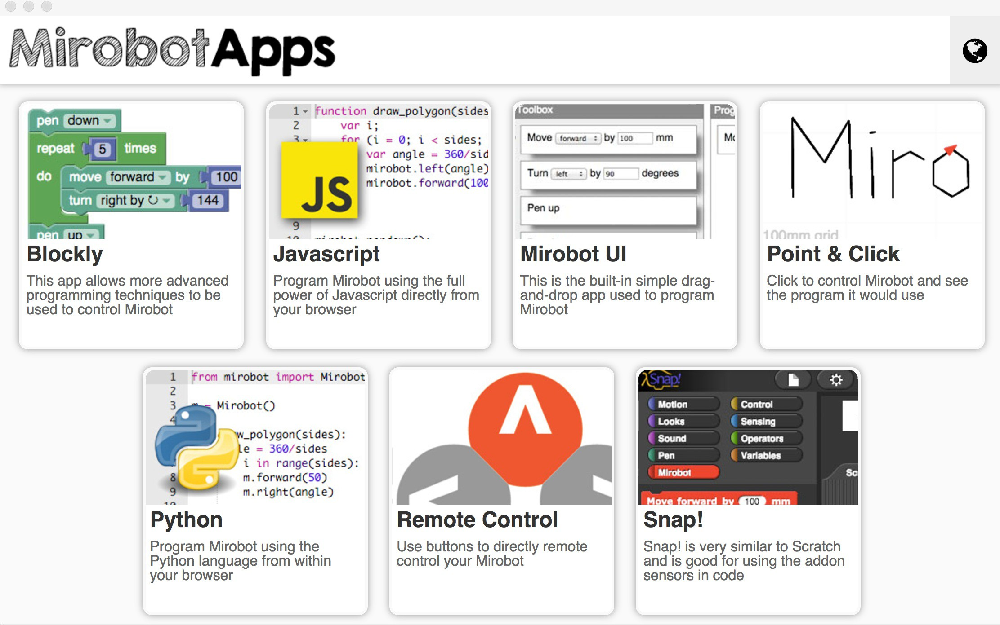 MirobotApps
pen down
repeat 5 times
do move forward by 100
turn right by ↻ 144
pen up
Blockly
This app allows more advanced
programming techniques to be
used to control Mirobot
1 function draw_polygon(sides
2 var i;
3 for (i = 0; i < sides;
var angle = 360/sid
mirobot.left(angle)
mirobot.forward(100
JS
9
10
Javascript
Program Mirobot using the full
power of Javascript directly from
your browser
Toolbox
Prog
Move forward by 100 mm
Mo
Turn left by 90 degrees
Pen up
Mirobot UI
This is the built-in simple drag-
and-drop app used to program
Mirobot
Miro
100mm grid
Point & Click
Click to control Mirobot and see
the program it would use
1 from mirobot import Mirobot
2
3 m = Mirobot()
4
w_polygon(sides):
le = 360/sides
i in range(sides):
8 m.forward(50)
9 m.right(angle)
10
Python
Program Mirobot using the
Python language from within
your browser
Remote Control
Use buttons to directly remote
control your Mirobot
λSnap!
Motion Control
Looks Sensing
Sound Operators
Pen Variables
Mirobot
Sc
Move forward by 100 mm
Snap!
Snap! is very similar to Scratch
and is good for using the addon
sensors in code